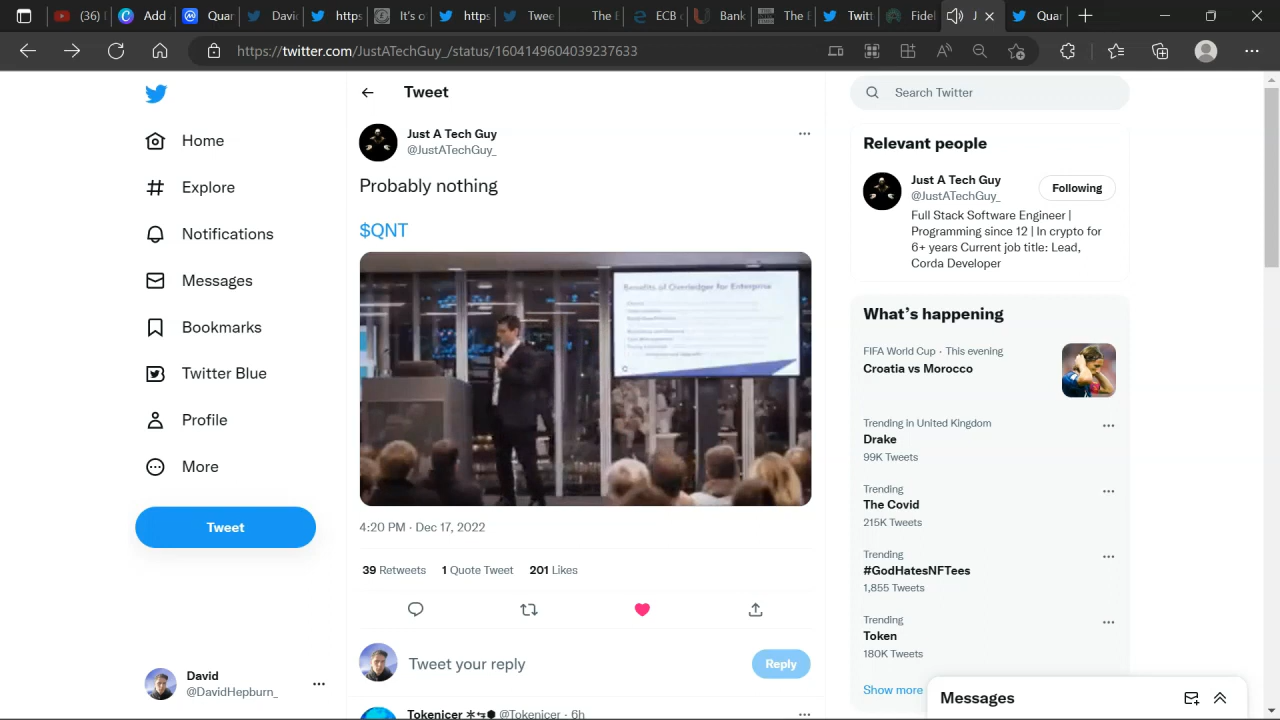 (36)
Add
Quar
Davi
https
It's c
https
Twee
The E
ECB
Bank
The E
Twitt
Fidel
J
Quar
https://twitter.com/JustATechGuy_/status/1604149604039237633
Home
Explore
Notifications
Messages
Bookmarks
Twitter Blue
Profile
More
Tweet
David
@DavidHepburn_
Tweet
Just A Tech Guy
@JustATechGuy_
Probably nothing
$QNT
Benefits of Overledger for Enterprise
4:20 PM · Dec 17, 2022
39 Retweets 1 Quote Tweet 201 Likes
Tweet your reply
Reply
Tokenicer @Tokenicer · 6h
Search Twitter
Relevant people
Just A Tech Guy
@JustATechGuy_
Following
Full Stack Software Engineer |
Programming since 12 | In crypto for
6+ years Current job title: Lead,
Corda Developer
What's happening
FIFA World Cup · This evening
Croatia vs Morocco
Trending in United Kingdom
Drake
99K Tweets
Trending
The Covid
215K Tweets
Trending
#GodHatesNFTees
1,855 Tweets
Trending
Token
180K Tweets
Show more
Messages